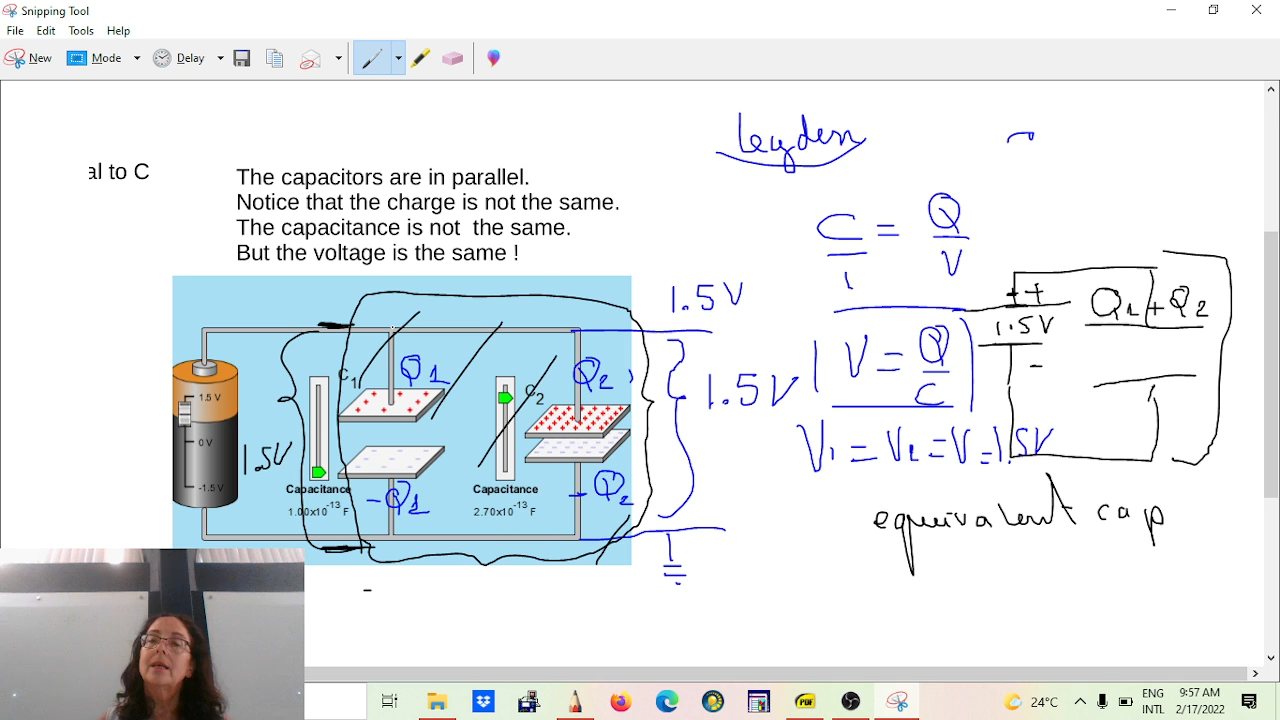 Snipping Tool
File Edit Tools Help
New Mode Delay
leyden
al to C
The capacitors are in parallel.
Notice that the charge is not the same.
The capacitance is not  the same.
But the voltage is the same !
C = Q
V
1.5V
+
Q1 + Q2
1.5V
-
V = Q
C
1.5V
C1
Q1
C2
Q2
1.5 V
0 V
-1.5 V
1.5V
V1 = V2 = V = 1.5V
Capacitance
-Q1
Capacitance
-Q2
1.00x10-13 F
2.70x10-13 F
equivalent cap
24°C
ENG
INTL
9:57 AM
2/17/2022
PDF